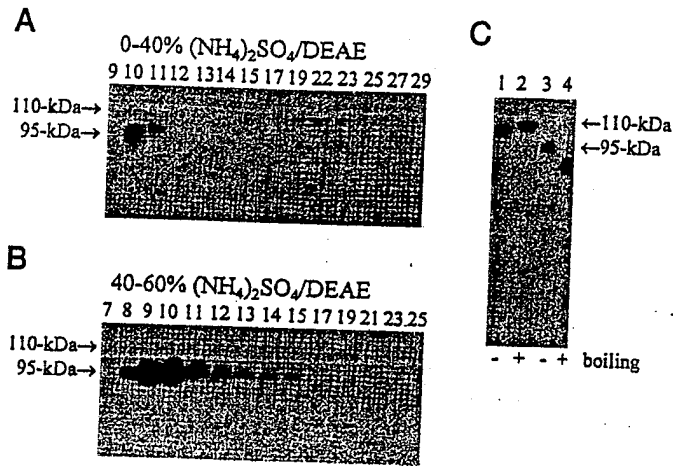 A
0-40% (NH4)2SO4/DEAE
9 10 11 12 13 14 15 17 19 22 23 25 27 29
110-kDa→
95-kDa→
B
40-60% (NH4)2SO4/DEAE
7 8 9 10 11 12 13 14 15 17 19 21 23 25
110-kDa→
95-kDa→
C
1 2 3 4
←110-kDa
←95-kDa
- + - + boiling